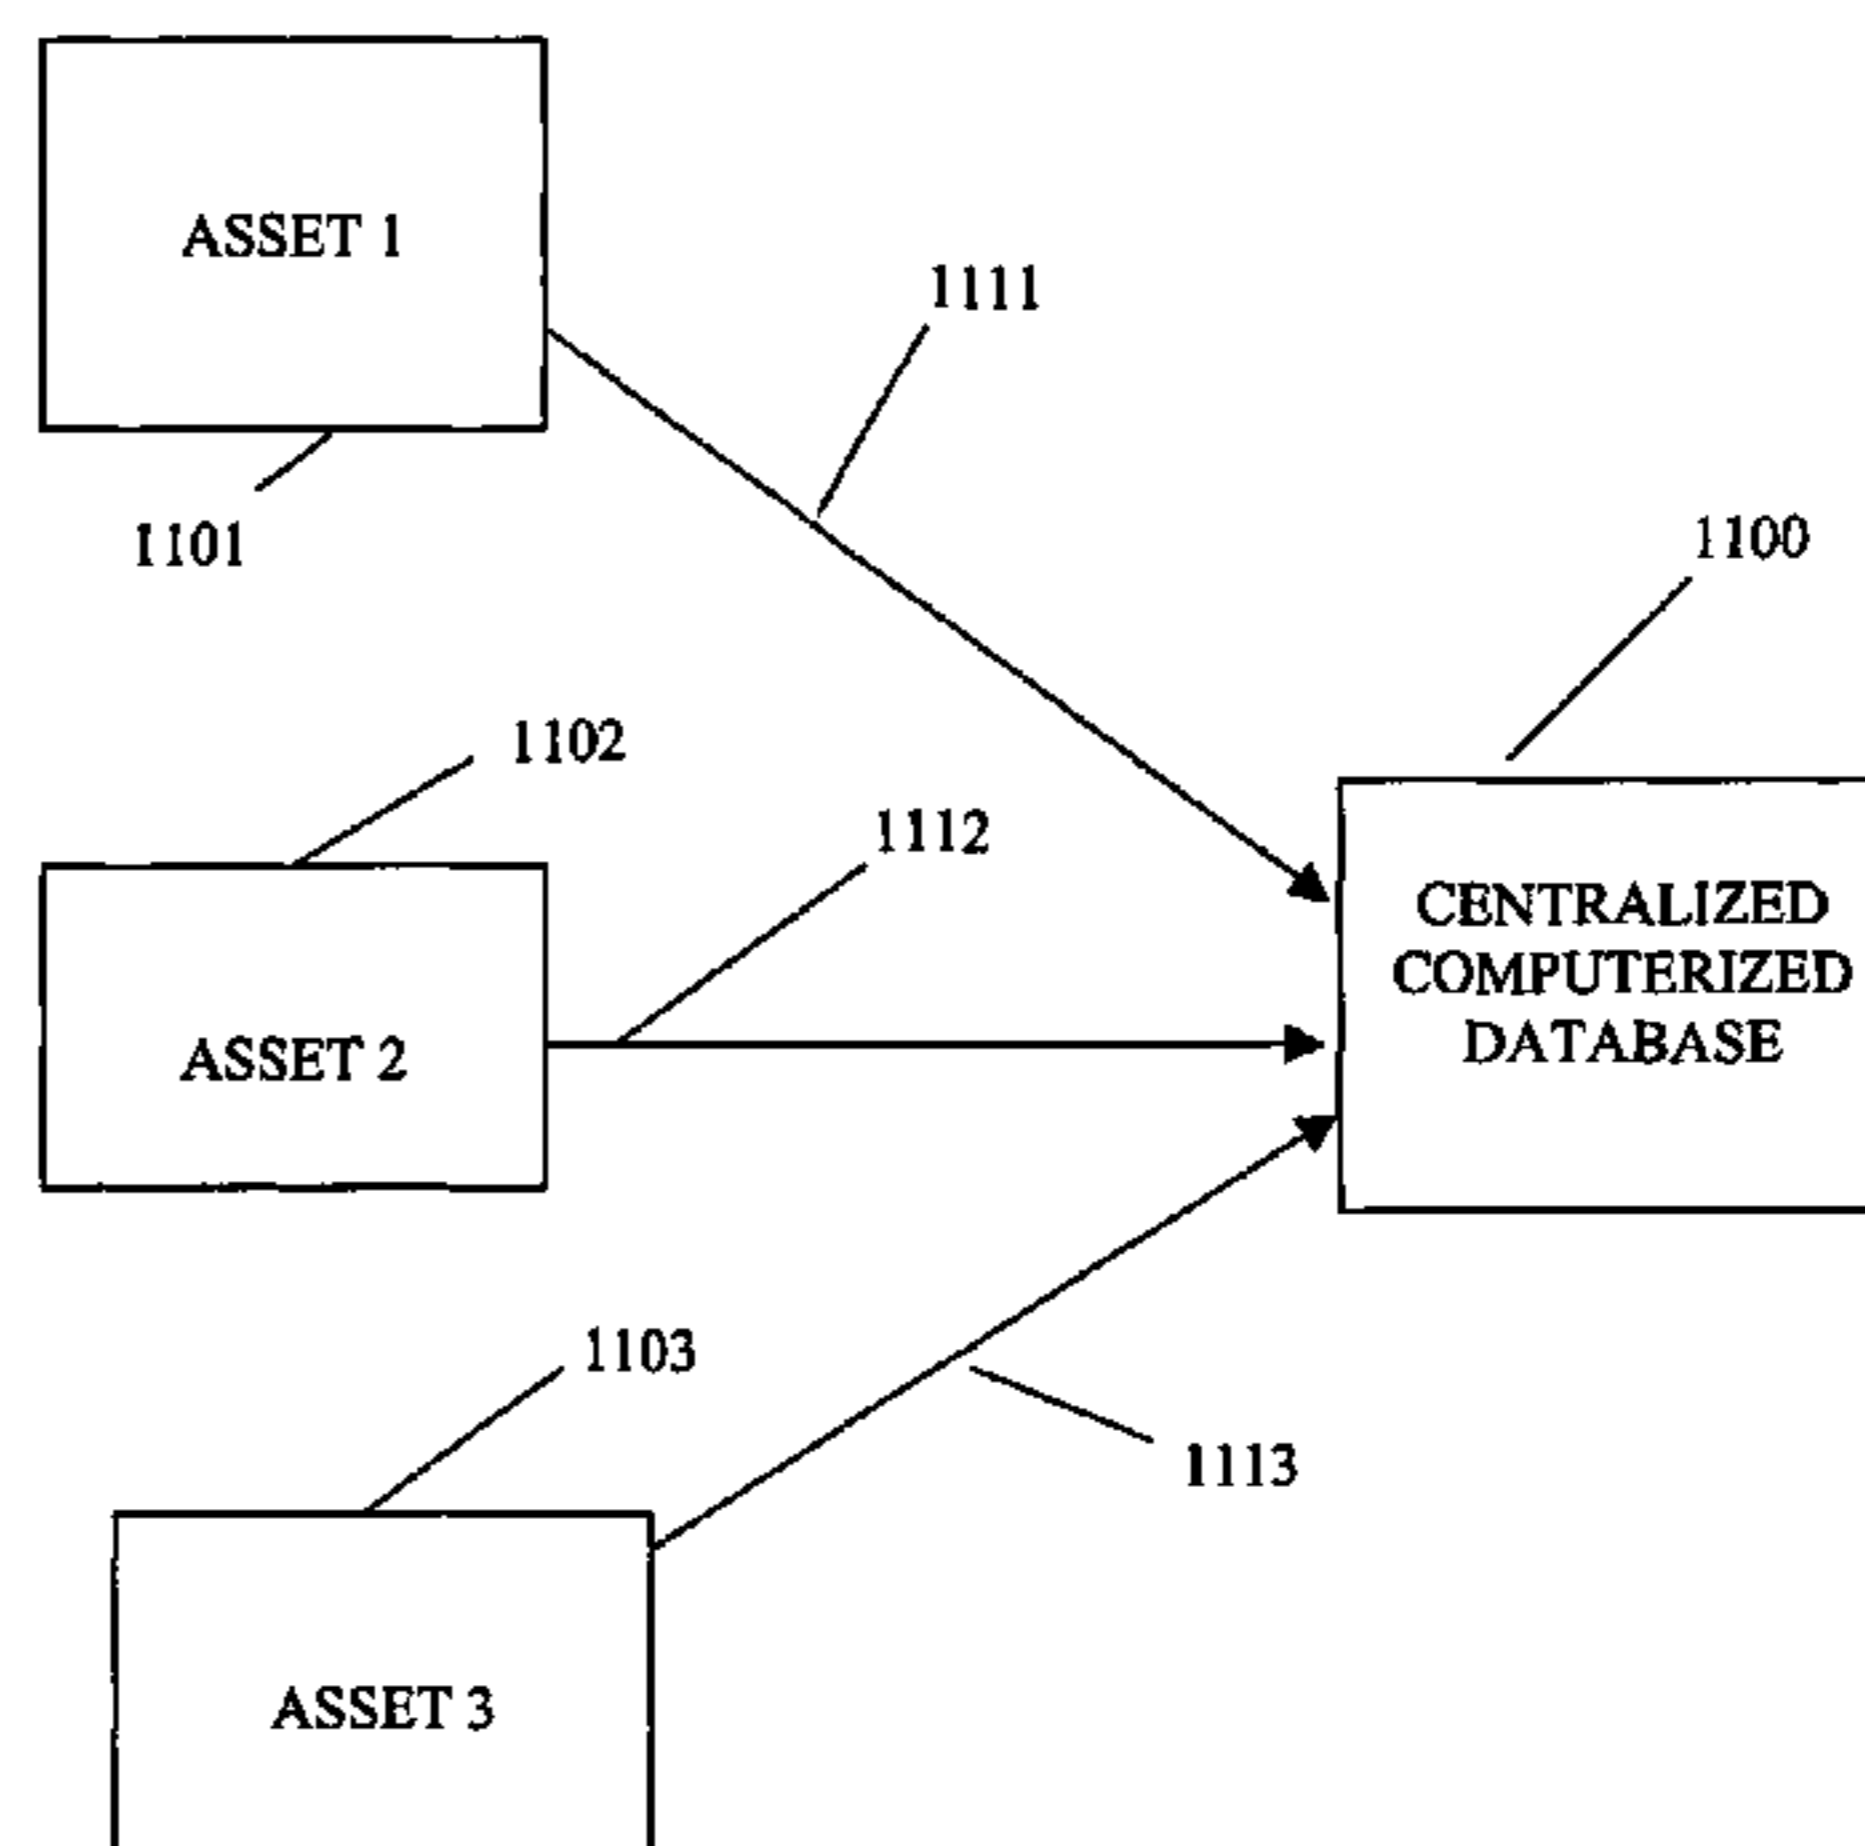 ASSET 1
1111
1101
1100
1102
1112
CENTRALIZED
COMPUTERIZED
DATABASE
ASSET 2
1103
1113
ASSET 3